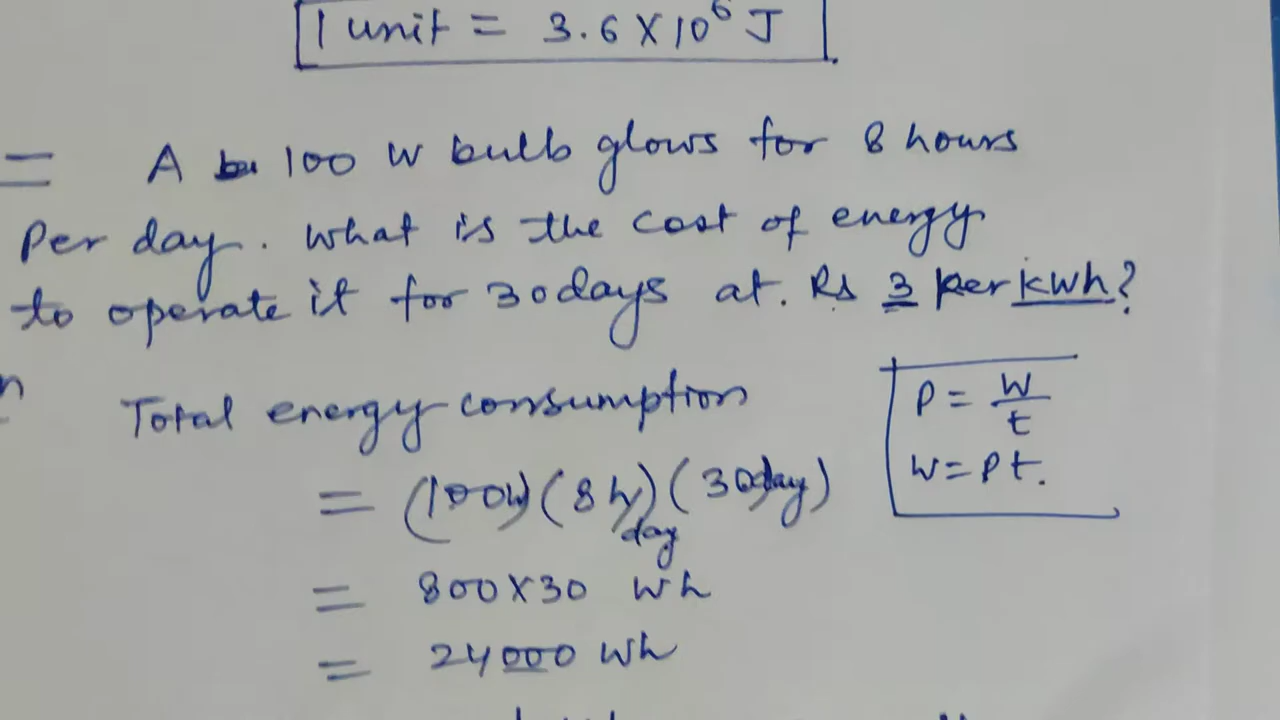 1 unit = 3.6 X 10⁶ J
A 100 W bulb glows for 8 hours
Per day. What is the cost of energy
to operate it for 30 days at. Rs 3 per kWh?
Total energy consumption
= (100W) (8 h/day) (30 day)
= 800 X 30 Wh
= 24000 Wh
P = W/t
W = Pt.